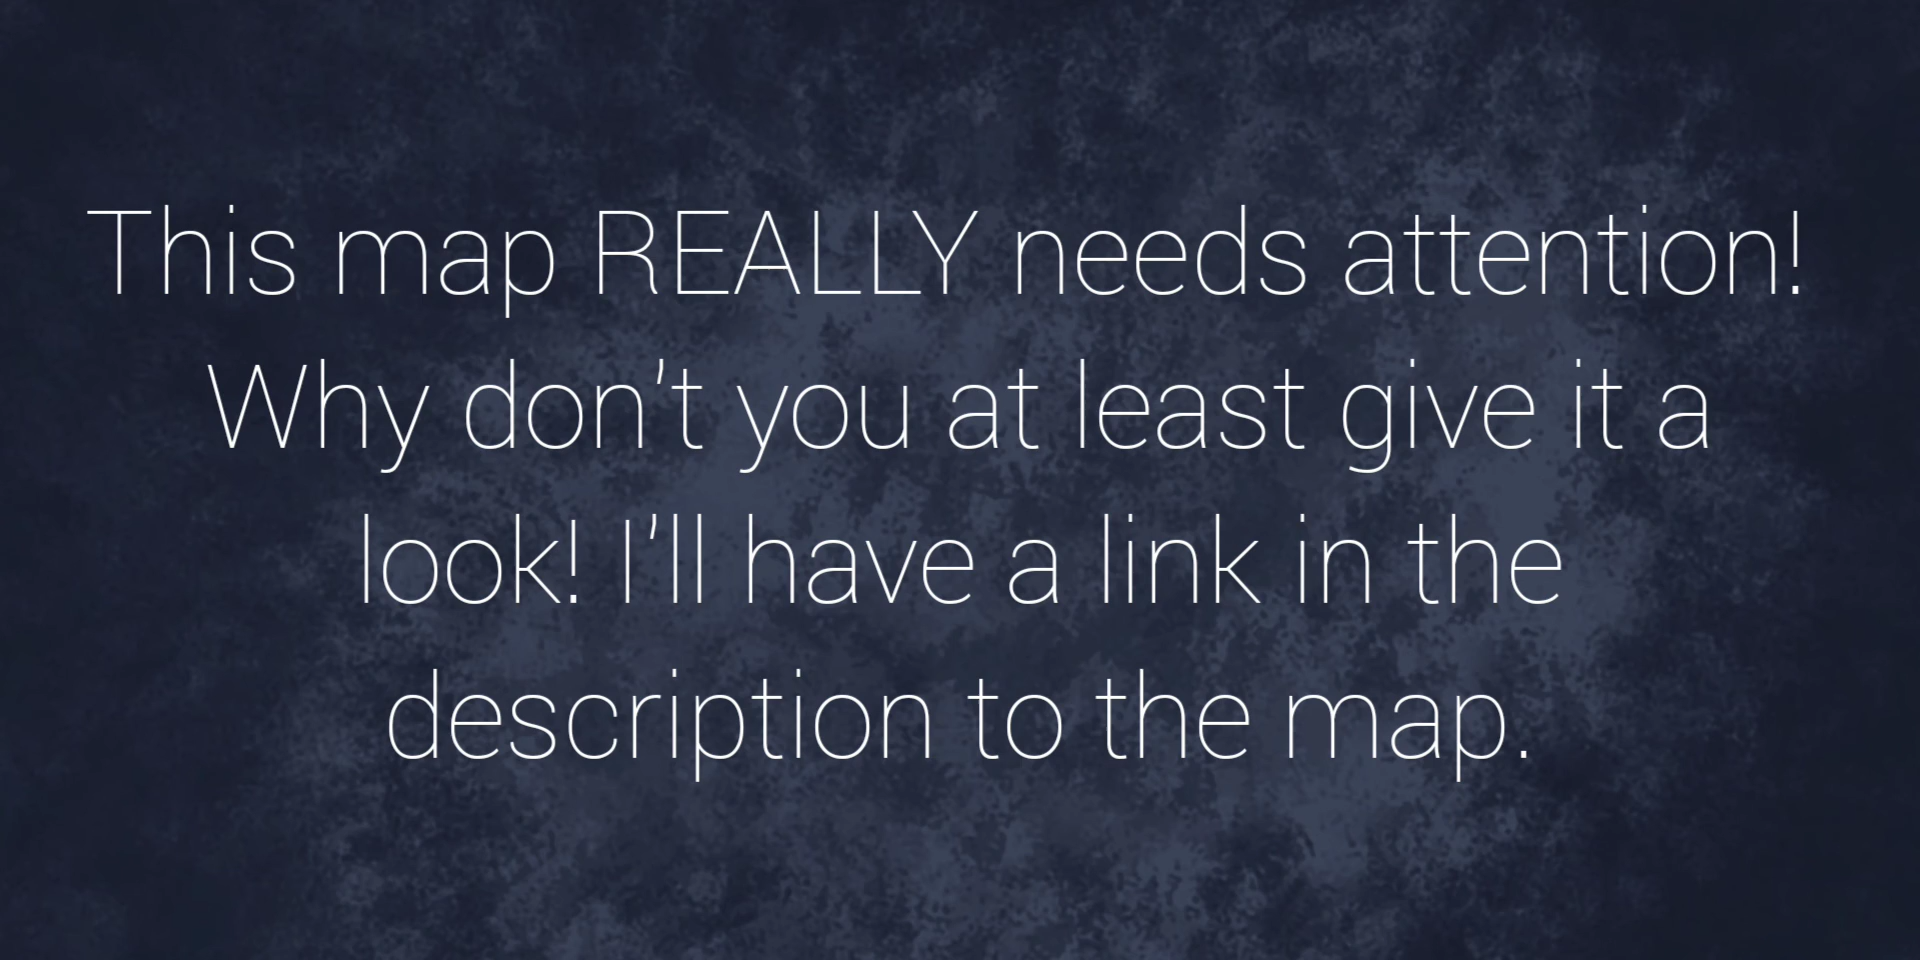 This map REALLY needs attention!
Why don't you at least give it a
look! I'll have a link in the
description to the map.